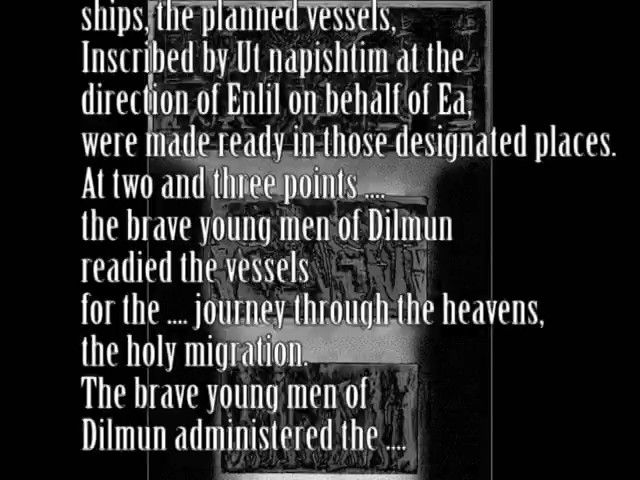 ships, the planned vessels,
Inscribed by Ut napishtim at the
direction of Enlil on behalf of Ea,
were made ready in those designated places.
At two and three points ....
the brave young men of Dilmun
readied the vessels
for the .... journey through the heavens,
the holy migration.
The brave young men of
Dilmun administered the ....